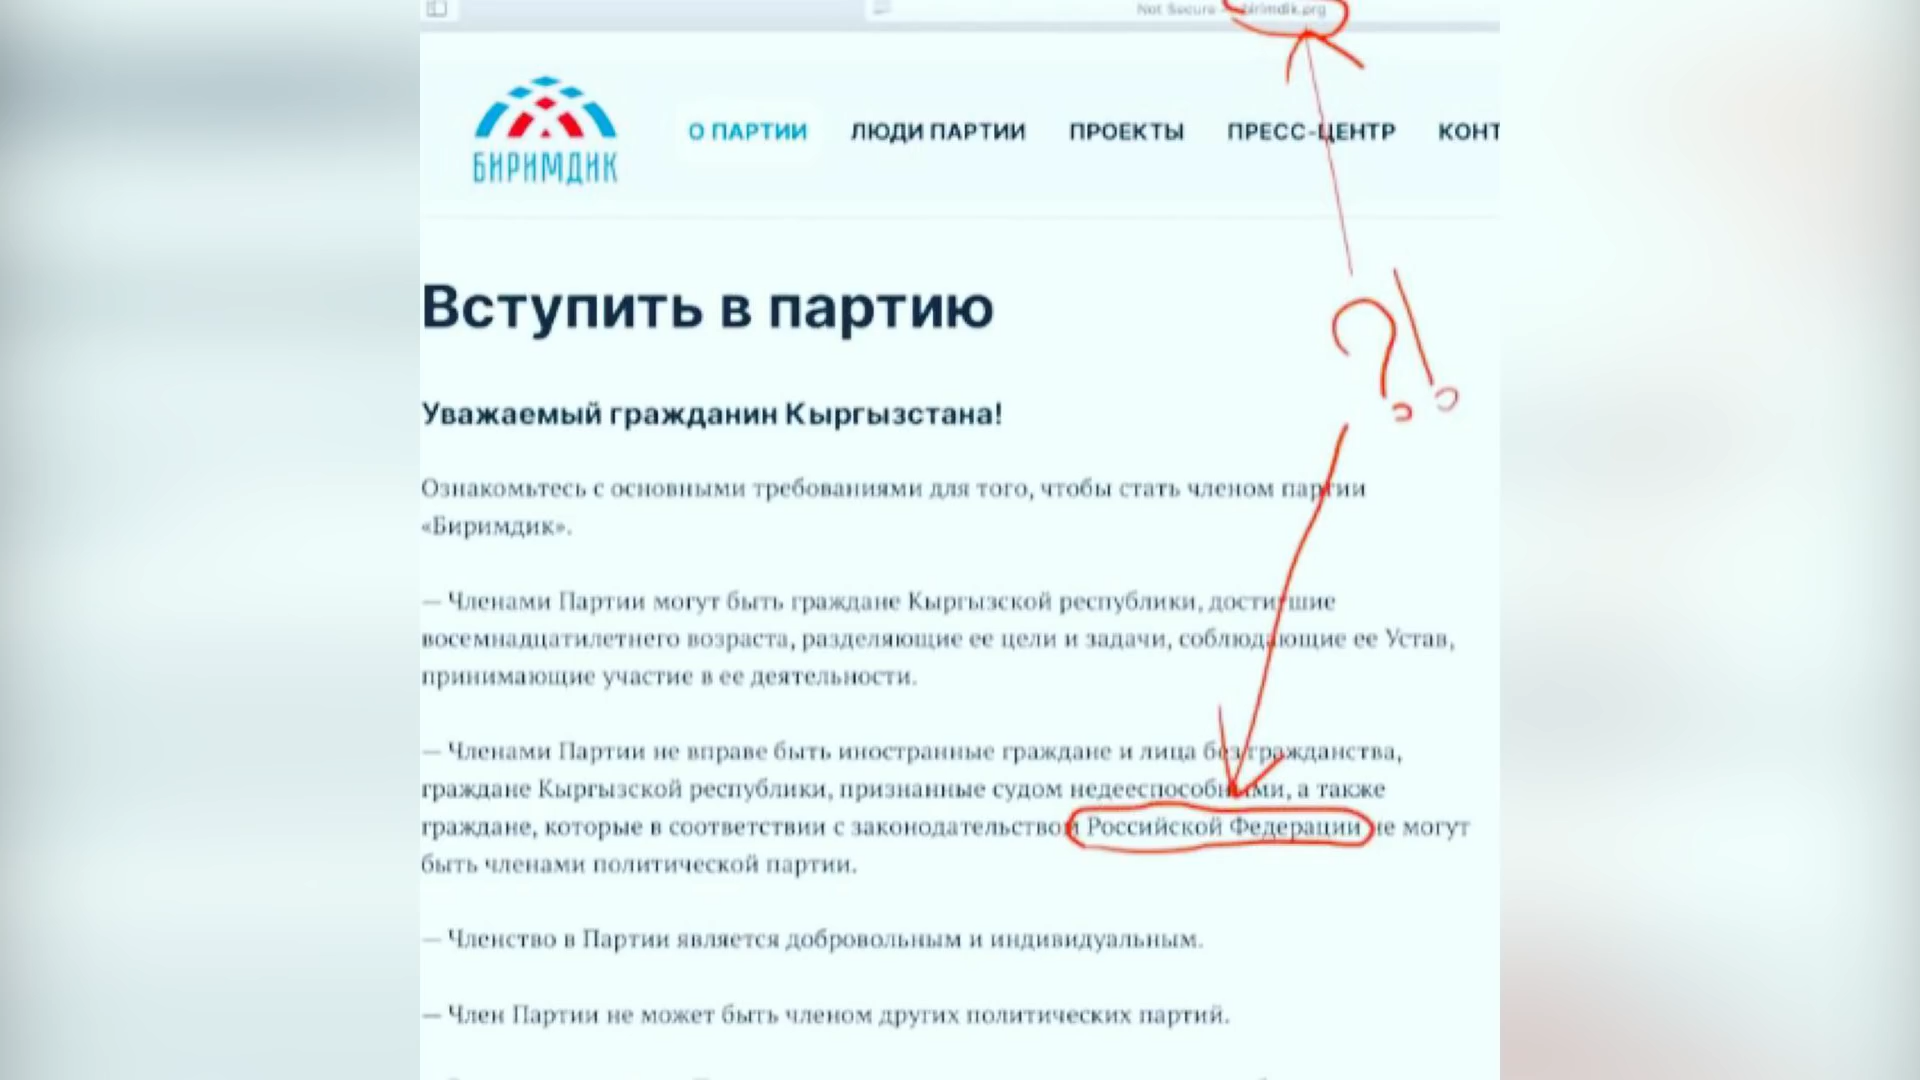 Not Secure — birimdik.org
БИРИМДИК
О ПАРТИИ ЛЮДИ ПАРТИИ ПРОЕКТЫ ПРЕСС-ЦЕНТР КОНТ
Вступить в партию
?!
Уважаемый гражданин Кыргызстана!
Ознакомьтесь с основными требованиями для того, чтобы стать членом партии
«Биримдик».
— Членами Партии могут быть граждане Кыргызской республики, достигшие
восемнадцатилетнего возраста, разделяющие ее цели и задачи, соблюдающие ее Устав,
принимающие участие в ее деятельности.
— Членами Партии не вправе быть иностранные граждане и лица без гражданства,
граждане Кыргызской республики, признанные судом недееспособными, а также
граждане, которые в соответствии с законодательством Российской Федерации не могут
быть членами политической партии.
— Членство в Партии является добровольным и индивидуальным.
— Член Партии не может быть членом других политических партий.